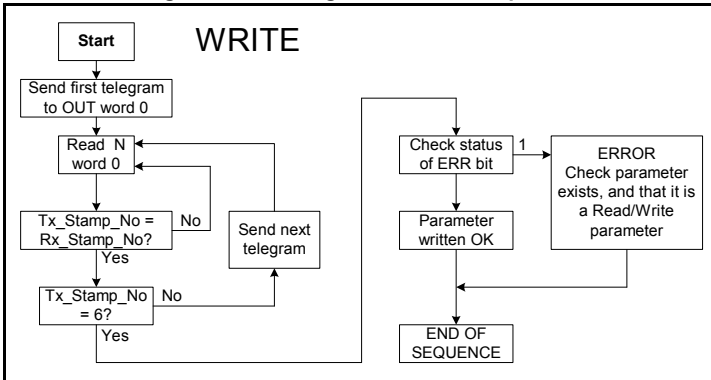 WRITE
Start
Send first telegram
to OUT word 0
Read N
word 0
Tx_Stamp_No =
Rx_Stamp_No?
No
Yes
Send next
telegram
Tx_Stamp_No
= 6?
No
Yes
Check status
of ERR bit
1
ERROR
Check parameter
exists, and that it is
a Read/Write
parameter
Parameter
written OK
END OF
SEQUENCE